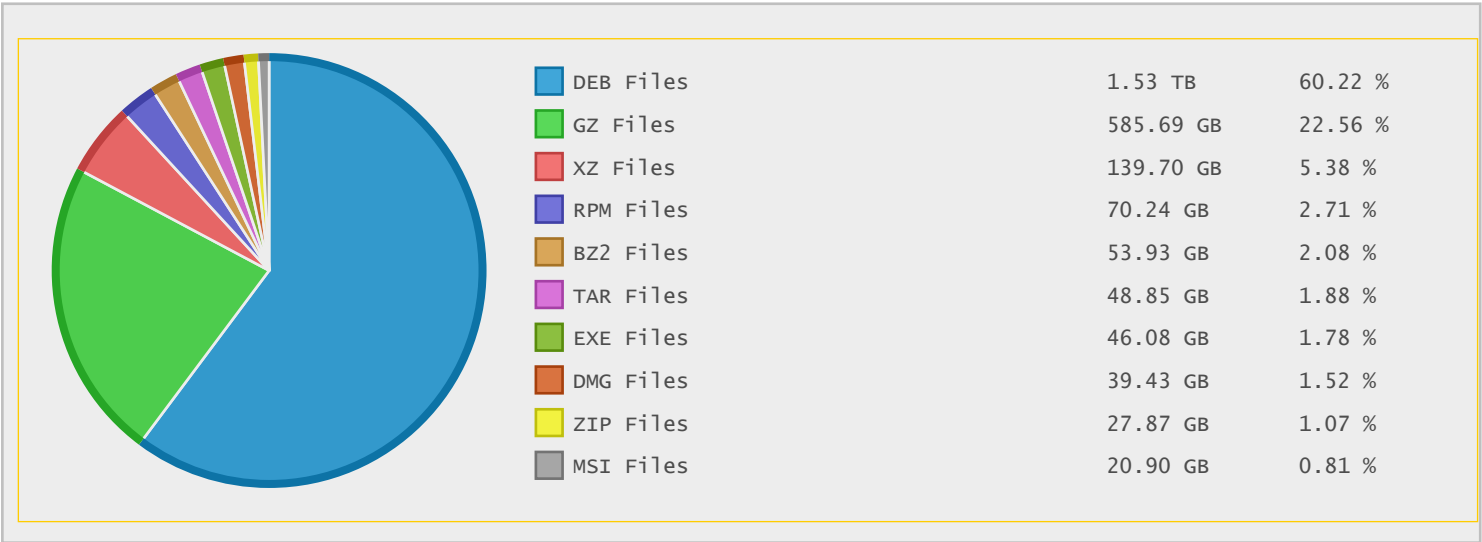 DEB Files 1.53 TB 60.22 %
GZ Files 585.69 GB 22.56 %
XZ Files 139.70 GB 5.38 %
RPM Files 70.24 GB 2.71 %
BZ2 Files 53.93 GB 2.08 %
TAR Files 48.85 GB 1.88 %
EXE Files 46.08 GB 1.78 %
DMG Files 39.43 GB 1.52 %
ZIP Files 27.87 GB 1.07 %
MSI Files 20.90 GB 0.81 %